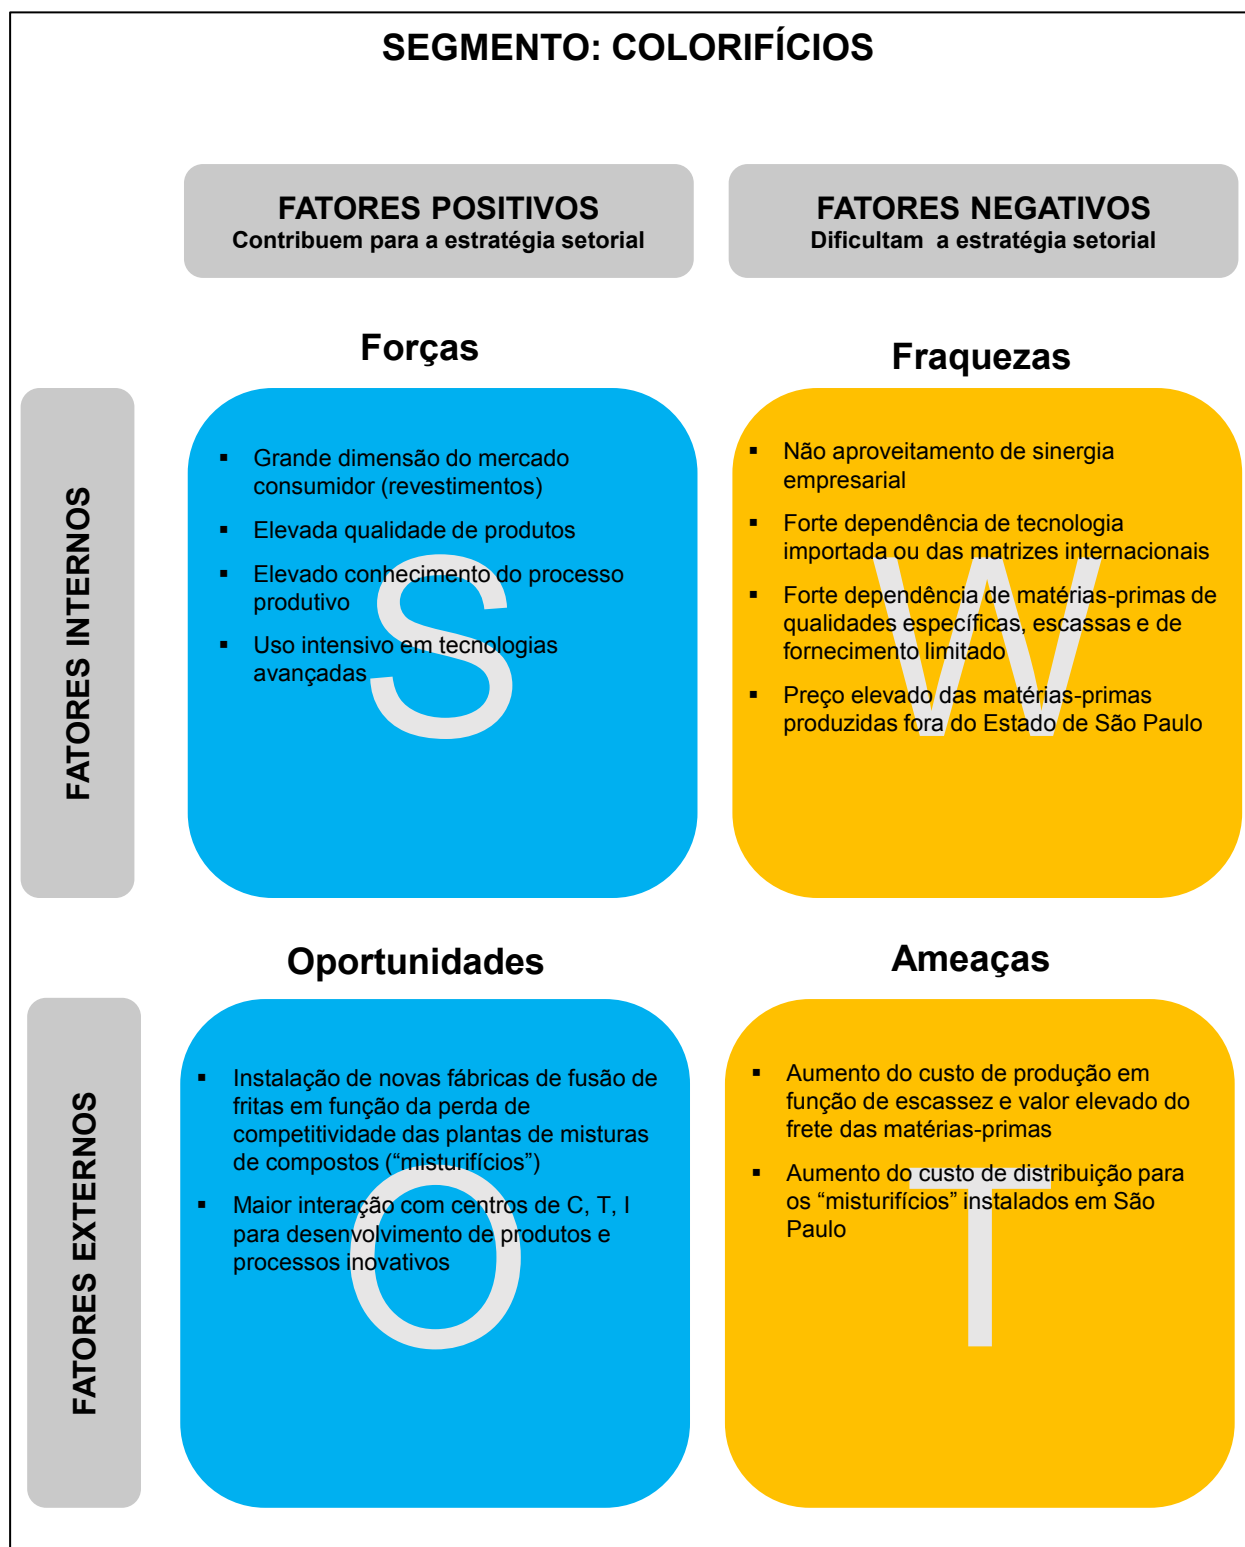 SEGMENTO: COLORIFÍCIOS
FATORES POSITIVOS
Contribuem para a estratégia setorial
FATORES NEGATIVOS
Dificultam a estratégia setorial
FATORES INTERNOS
Forças
S
▪ Grande dimensão do mercado
consumidor (revestimentos)
▪ Elevada qualidade de produtos
▪ Elevado conhecimento do processo
produtivo
▪ Uso intensivo em tecnologias
avançadas
Fraquezas
W
▪ Não aproveitamento de sinergia
empresarial
▪ Forte dependência de tecnologia
importada ou das matrizes internacionais
▪ Forte dependência de matérias-primas de
qualidades específicas, escassas e de
fornecimento limitado
▪ Preço elevado das matérias-primas
produzidas fora do Estado de São Paulo
FATORES EXTERNOS
Oportunidades
O
▪ Instalação de novas fábricas de fusão de
fritas em função da perda de
competitividade das plantas de misturas
de compostos (“misturifícios”)
▪ Maior interação com centros de C, T, I
para desenvolvimento de produtos e
processos inovativos
Ameaças
T
▪ Aumento do custo de produção em
função de escassez e valor elevado do
frete das matérias-primas
▪ Aumento do custo de distribuição para
os “misturifícios” instalados em São
Paulo